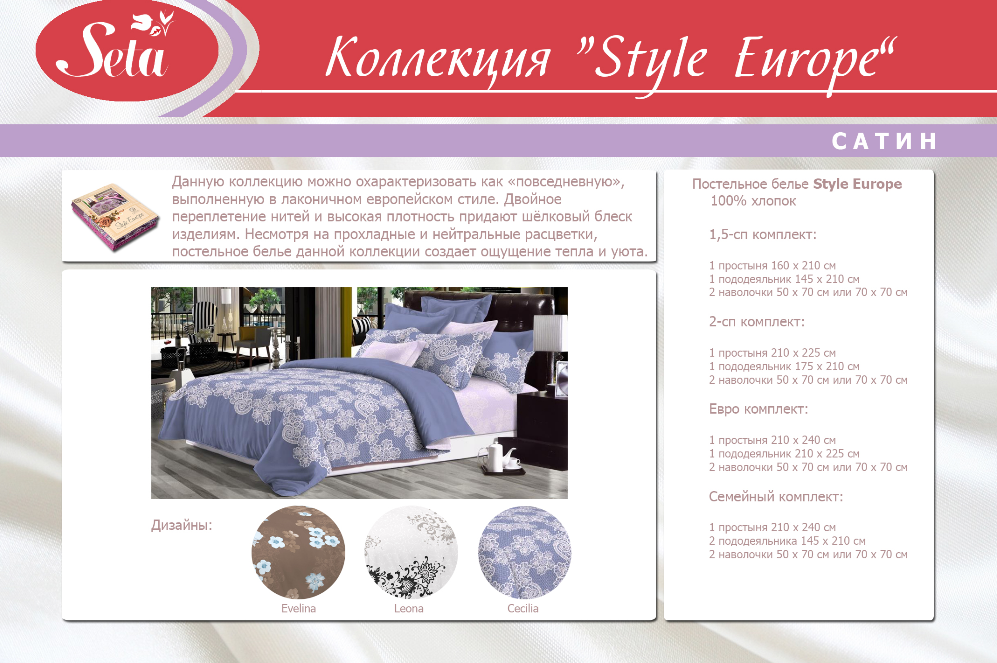 Seta
Коллекция "Style Europe“
САТИН
Данную коллекцию можно охарактеризовать как «повседневную»,
выполненную в лаконичном европейском стиле. Двойное
переплетение нитей и высокая плотность придают шёлковый блеск
изделиям. Несмотря на прохладные и нейтральные расцветки,
постельное белье данной коллекции создает ощущение тепла и уюта.
Дизайны:
Evelina
Leona
Cecilia
Постельное белье Style Europe
100% хлопок
1,5-сп комплект:
1 простыня 160 x 210 см
1 пододеяльник 145 x 210 см
2 наволочки 50 x 70 см или 70 x 70 см
2-сп комплект:
1 простыня 210 x 225 см
1 пододеяльник 175 x 210 см
2 наволочки 50 x 70 см или 70 x 70 см
Евро комплект:
1 простыня 210 x 240 см
1 пододеяльник 210 x 225 см
2 наволочки 50 x 70 см или 70 x 70 см
Семейный комплект:
1 простыня 210 x 240 см
2 пододеяльника 145 x 210 см
2 наволочки 50 x 70 см или 70 x 70 см